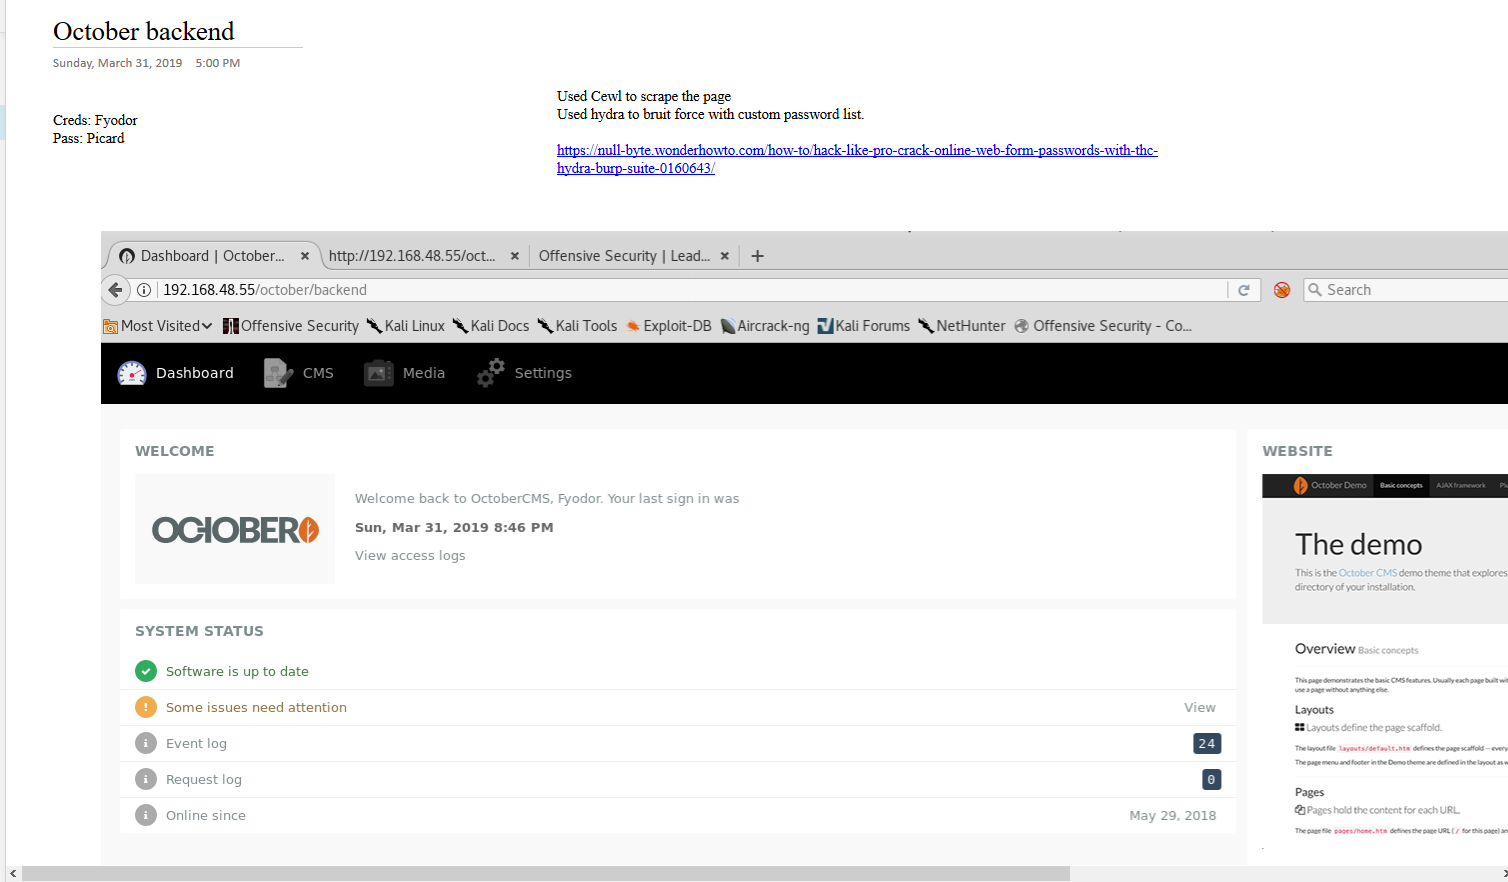 October backend
Sunday, March 31, 2019 5:00 PM
Creds: Fyodor
Pass: Picard
Used Cewl to scrape the page
Used hydra to bruit force with custom password list.
https://null-byte.wonderhowto.com/how-to/hack-like-pro-crack-online-web-form-passwords-with-thc-
hydra-burp-suite-0160643/
Dashboard | October... × http://192.168.48.55/oct... × Offensive Security | Lead... × +
192.168.48.55/october/backend
Search
Most Visited Offensive Security Kali Linux Kali Docs Kali Tools Exploit-DB Aircrack-ng Kali Forums NetHunter Offensive Security - Co...
Dashboard CMS Media Settings
WELCOME
OCTOBER
Welcome back to OctoberCMS, Fyodor. Your last sign in was
Sun, Mar 31, 2019 8:46 PM
View access logs
SYSTEM STATUS
Software is up to date
Some issues need attention View
Event log 24
Request log 0
Online since May 29, 2018
WEBSITE
October Demo Basic concepts AJAX framework Plu
The demo
This is the October CMS demo theme that explores
directory of your installation.
Overview Basic concepts
This page demonstrates the basic CMS features. Usually each page built wi
use a page without anything else.
Layouts
Layouts define the page scaffold.
The layout file layouts/default.htm defines the page scaffold – every
The page menu and footer in the Demo theme are defined in the layout as w
Pages
Pages hold the content for each URL.
The page file pages/home.htm defines the page URL ( / for this page) an